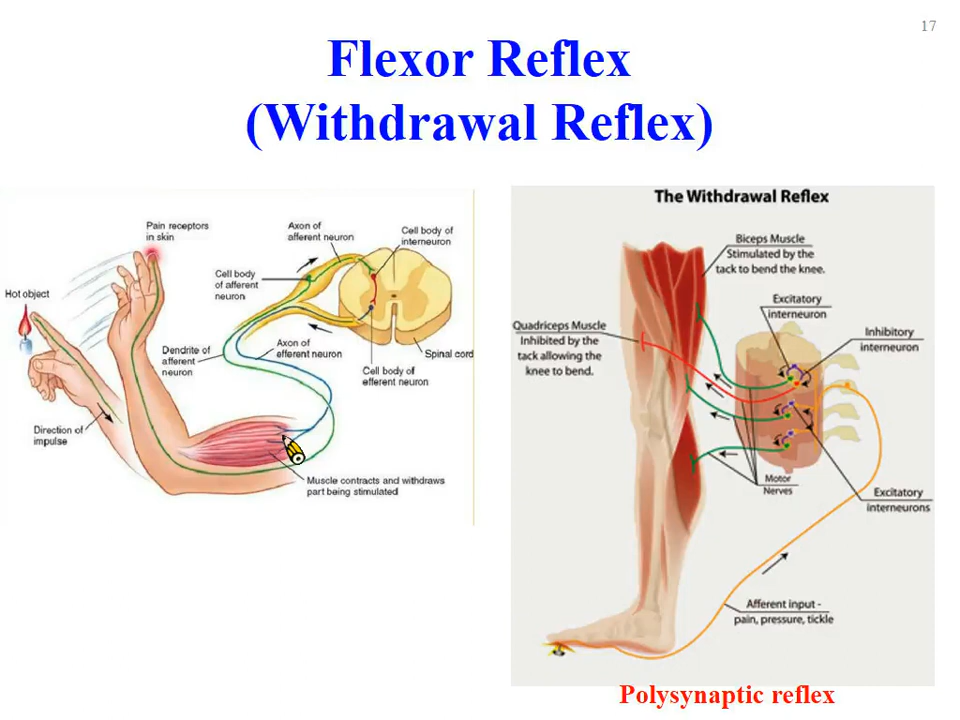 17
Flexor Reflex
(Withdrawal Reflex)
Pain receptors
in skin
Axon of
afferent neuron
Cell body of
interneuron
Cell body
of afferent
neuron
Hot object
Dendrite of
afferent
neuron
Axon of
efferent neuron
Spinal cord
Cell body of
efferent neuron
Direction of
impulse
Muscle contracts and withdraws
part being stimulated
The Withdrawal Reflex
Biceps Muscle
Stimulated by the
tack to bend the knee.
Excitatory
interneuron
Quadriceps Muscle
Inhibited by the
tack allowing the
knee to bend.
Inhibitory
interneuron
Motor
Nerves
Excitatory
interneurons
Afferent input -
pain, pressure, tickle
Polysynaptic reflex